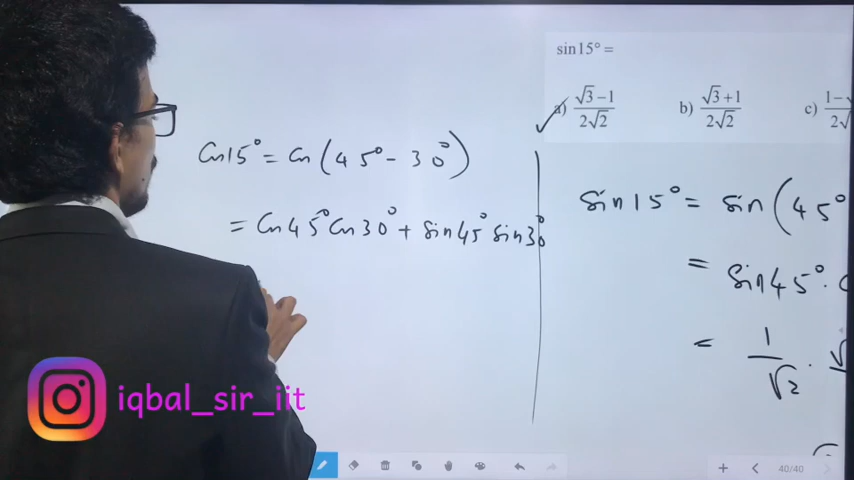 sin15° =
a) √3−1/2√2 b) √3+1/2√2 c) 1−
Cos15° = Cos(45° − 30°)
= Cos45° Cos30° + sin45° sin30°
sin15° = sin(45°
= sin45° ·
= 1/√2 ·
iqbal_sir_iit
40/40